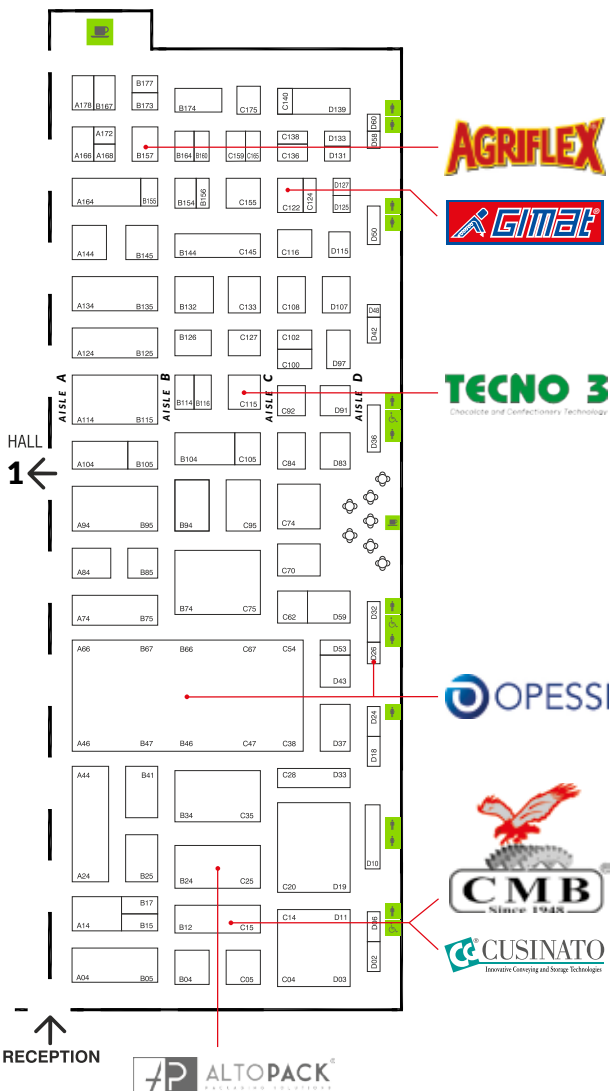 B177
A178 B167 B173
B174 C175 C140 D139
D60
D58
A172
A166 A168 B157
B164 B160 C159 C165
C138 D133
C136 D131
AGRIFLEX
A164 B155
B154 B156 C155
C122 C124
D127
D125
GIMAT
D50
A144 B145 B144 C145 C116 D115
A134 B135 B132 C133 C108 D107
D48
D42
A124 B125 B126 C127
C102
C100 D97
AISLE A
AISLE B
AISLE C
AISLE D
TECNO 3
Chocolate and Confectionery Technology
A114 B115 B114 B116 C115 C92 D91
D36
HALL
1
A104 B105 B104 C105 C84 D83
A94 B95 B94 C95 C74
A84 B85 C70
B74 C75
A74 B75 C62 D59
D32
D26
A66 B67 B66 C67 C54 D53
D43
OPESSI
A46 B47 B46 C47 C38 D37
D24
D18
A44 B41 C28 D33
B34 C35
A24 B25 B24 C25 C20 D19
D10
CMB
Since 1948
B17
A14 B15 B12 C15 C14 D11
D06
D02
CUSINATO
Innovative Conveying and Storage Technologies
A04 B05 B04 C05 C04 D03
RECEPTION
ALTOPACK
PACKAGING SOLUTIONS